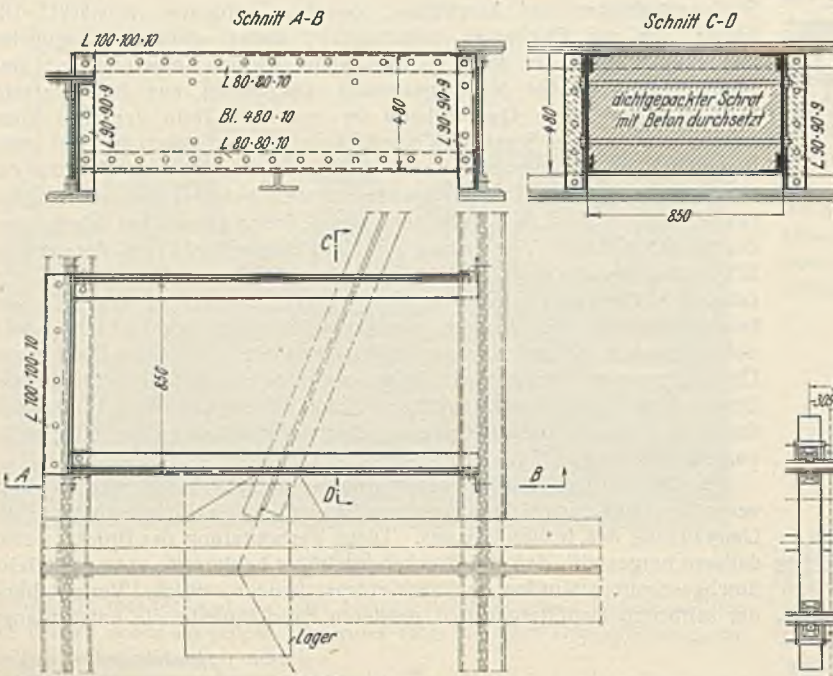 Schnitt A-B
L 100·100·10
L 80·80·10
L 90·90·9
Bl. 480·10
480
L 90·90·9
L 80·80·10
Schnitt C-D
480
dichtgepackter Schrot
mit Beton durchsetzt
L 90·90·9
850
C
L 100·100·10
850
A
B
D
Lager
305